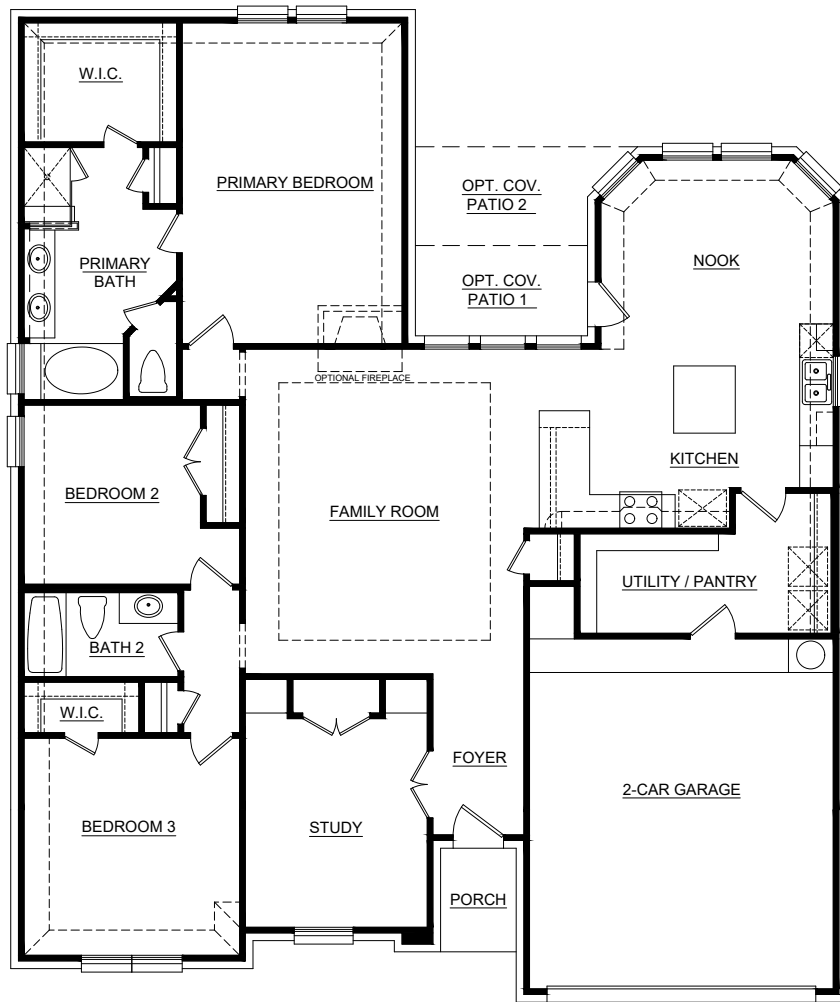 W.I.C.
PRIMARY BEDROOM
OPT. COV.
PATIO 2
PRIMARY
BATH
NOOK
OPT. COV.
PATIO 1
OPTIONAL FIREPLACE
KITCHEN
BEDROOM 2
FAMILY ROOM
UTILITY / PANTRY
BATH 2
W.I.C.
FOYER
2-CAR GARAGE
BEDROOM 3
STUDY
PORCH